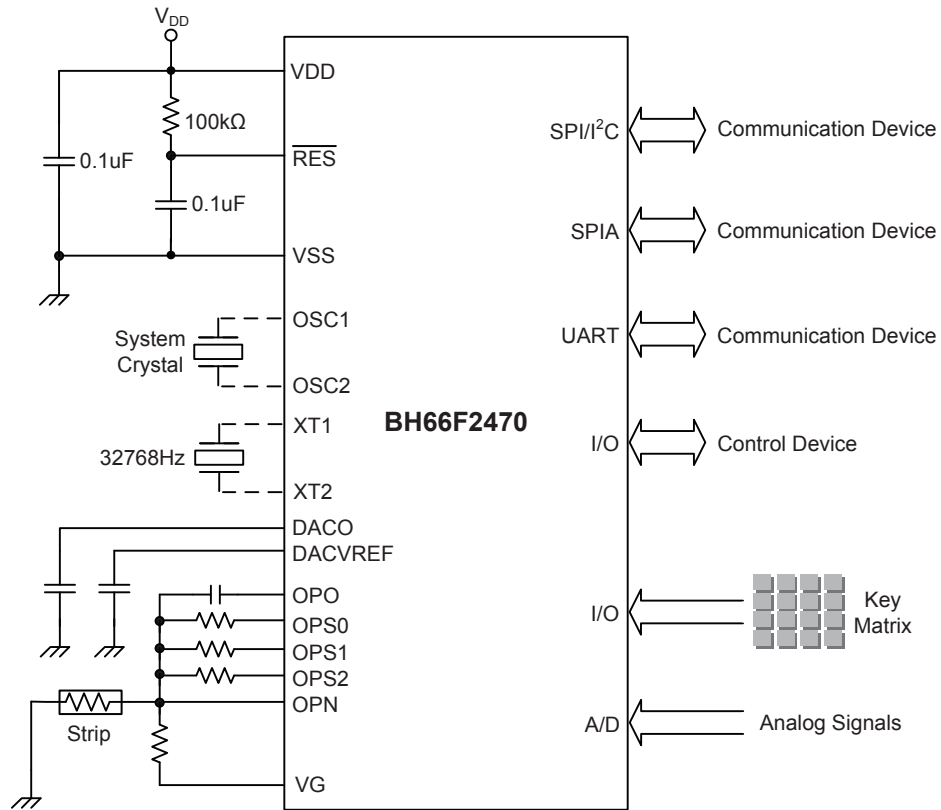 VDD
VDD
100kΩ
RES
0.1uF
0.1uF
VSS
OSC1
System
Crystal
OSC2
XT1
32768Hz
XT2
DACO
DACVREF
OPO
OPS0
OPS1
OPS2
OPN
Strip
VG
BH66F2470
SPI/I²C
Communication Device
SPIA
Communication Device
UART
Communication Device
I/O
Control Device
I/O
Key
Matrix
A/D
Analog Signals